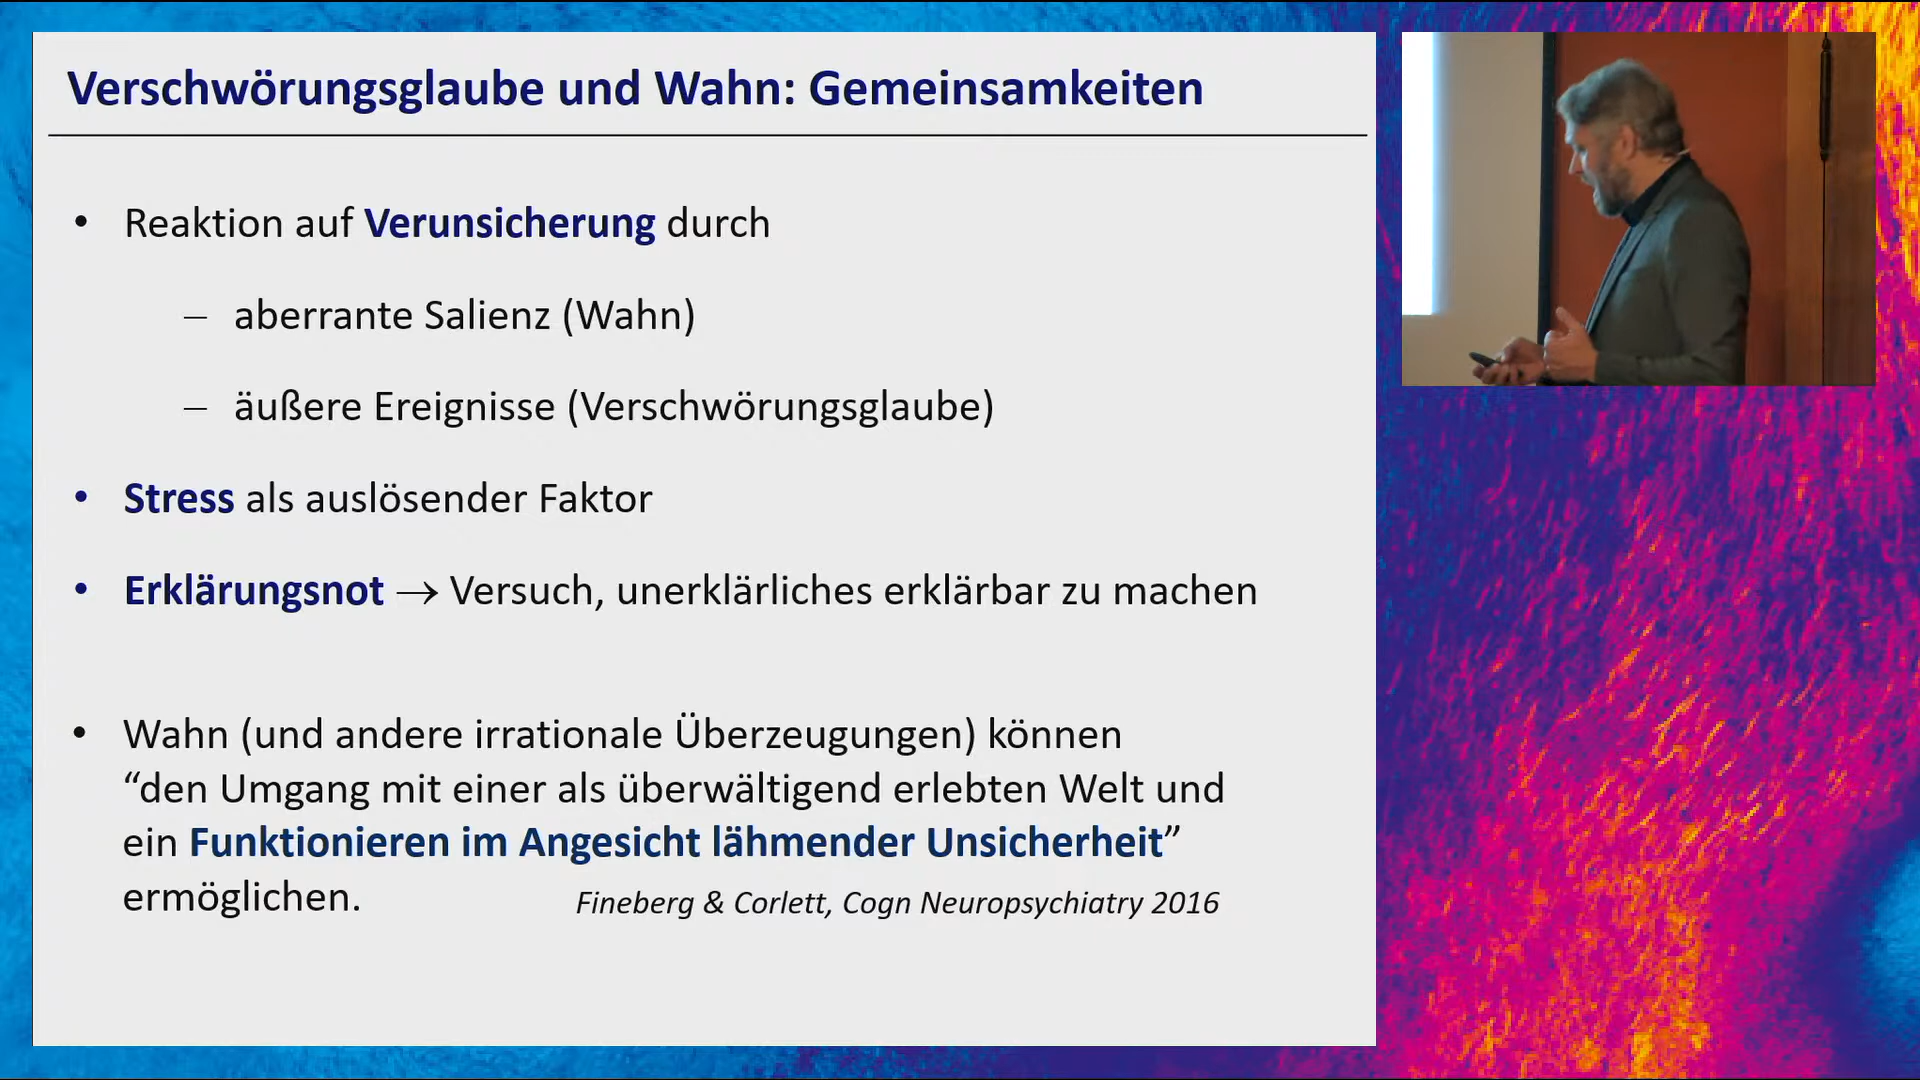 Verschwörungsglaube und Wahn: Gemeinsamkeiten
• Reaktion auf Verunsicherung durch
– aberrante Salienz (Wahn)
– äußere Ereignisse (Verschwörungsglaube)
• Stress als auslösender Faktor
• Erklärungsnot → Versuch, unerklärliches erklärbar zu machen
• Wahn (und andere irrationale Überzeugungen) können
“den Umgang mit einer als überwältigend erlebten Welt und
ein Funktionieren im Angesicht lähmender Unsicherheit”
ermöglichen. Fineberg & Corlett, Cogn Neuropsychiatry 2016